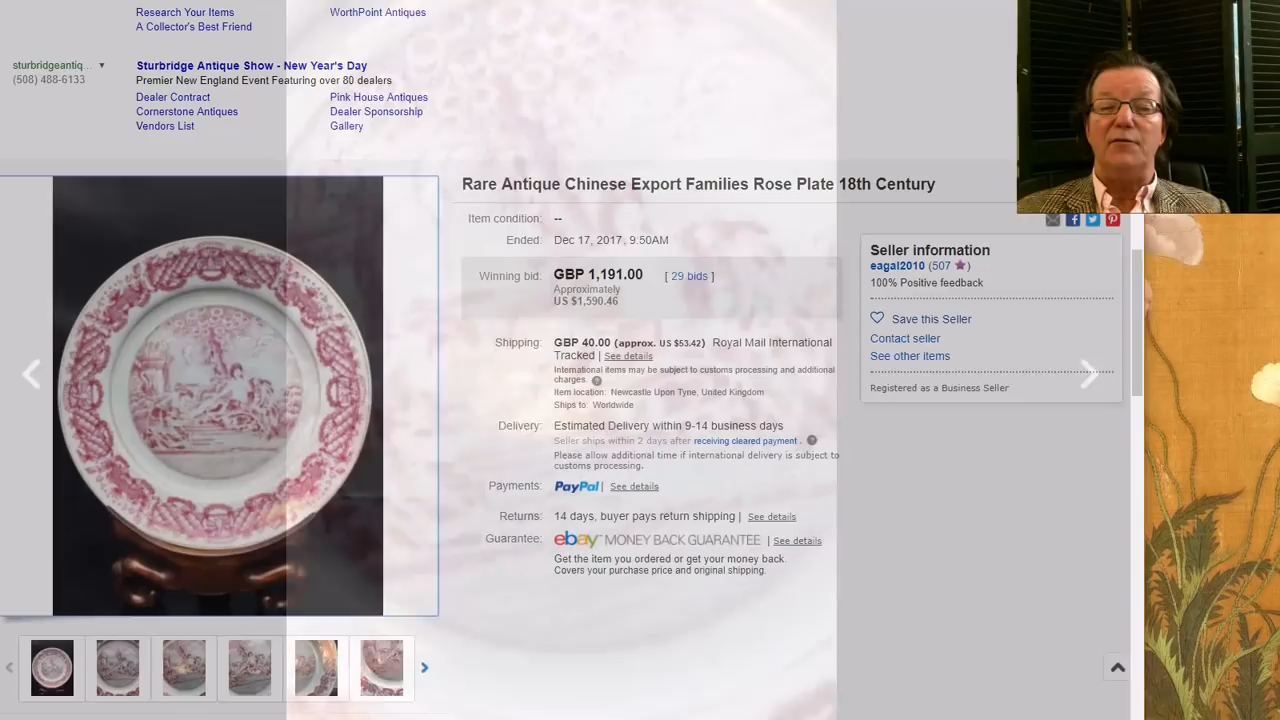 Research Your Items
WorthPoint Antiques
A Collector's Best Friend
sturbridgeantiq...
(508) 488-6133
Sturbridge Antique Show - New Year's Day
Premier New England Event Featuring over 80 dealers
Dealer Contract
Pink House Antiques
Cornerstone Antiques
Dealer Sponsorship
Vendors List
Gallery
Rare Antique Chinese Export Families Rose Plate 18th Century
Item condition: --
Ended: Dec 17, 2017, 9:50AM
Winning bid: GBP 1,191.00 [ 29 bids ]
Approximately
US $1,590.46
Shipping: GBP 40.00 (approx. US $53.42) Royal Mail International
Tracked | See details
International items may be subject to customs processing and additional
charges.
Item location: Newcastle Upon Tyne, United Kingdom
Ships to: Worldwide
Delivery: Estimated Delivery within 9-14 business days
Seller ships within 2 days after receiving cleared payment .
Please allow additional time if international delivery is subject to
customs processing.
Payments: PayPal | See details
Returns: 14 days, buyer pays return shipping | See details
Guarantee: ebay MONEY BACK GUARANTEE | See details
Get the item you ordered or get your money back.
Covers your purchase price and original shipping.
Seller information
eagal2010 (507 ★)
100% Positive feedback
Save this Seller
Contact seller
See other items
Registered as a Business Seller